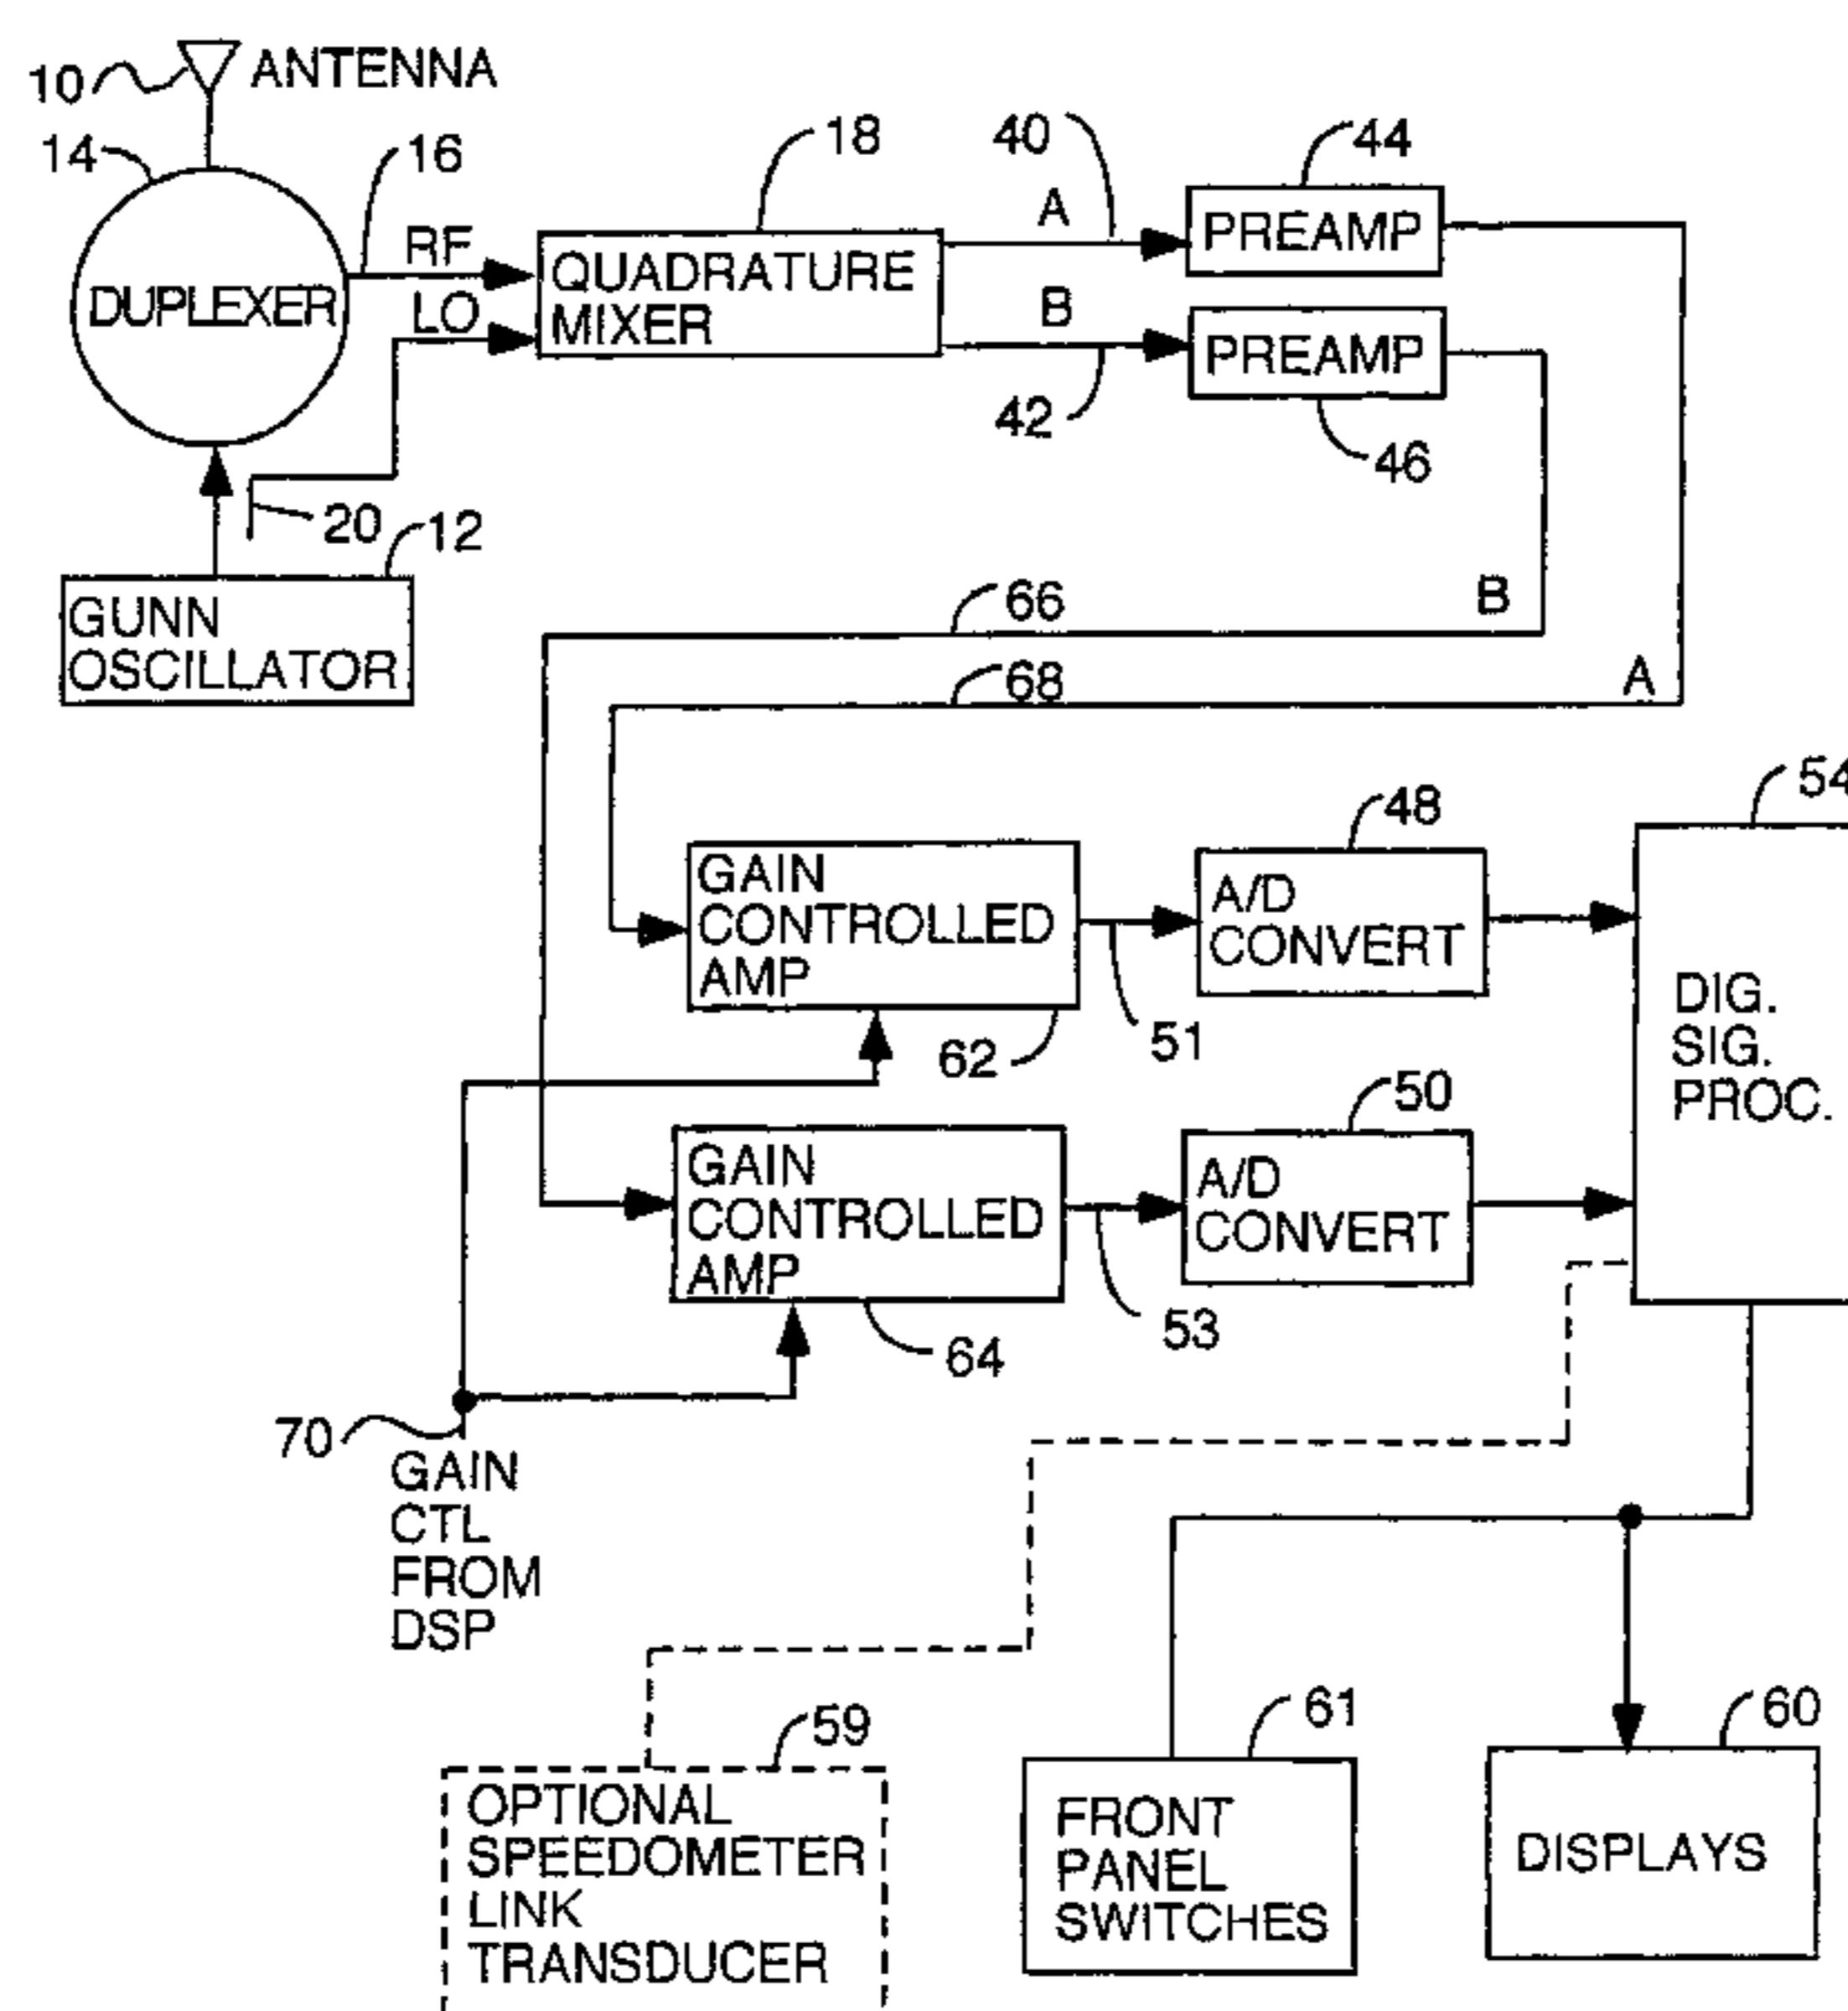 10
ANTENNA
14
16
18
40
44
A
PREAMP
RF
QUADRATURE
MIXER
DUPLEXER
LO
B
PREAMP
42
46
20
12
GUNN
OSCILLATOR
66
B
68
A
54
48
GAIN
CONTROLLED
AMP
A/D
CONVERT
DIG.
SIG.
PROC.
51
62
50
GAIN
CONTROLLED
AMP
A/D
CONVERT
53
64
70
GAIN
CTL
FROM
DSP
59
61
60
OPTIONAL
SPEEDOMETER
LINK
TRANSDUCER
FRONT
PANEL
SWITCHES
DISPLAYS